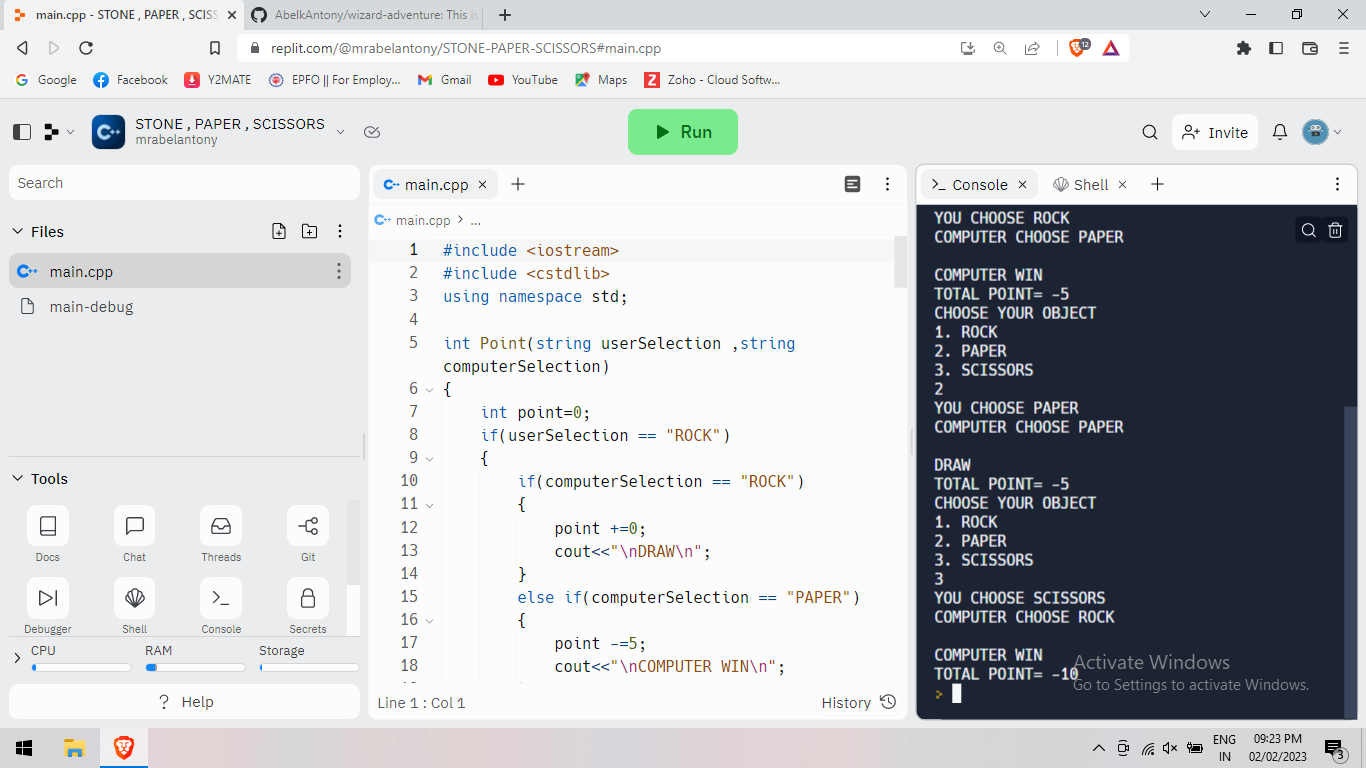 main.cpp - STONE , PAPER , SCISS
AbelkAntony/wizard-adventure: This is
replit.com/@mrabelantony/STONE-PAPER-SCISSORS#main.cpp
12
Google
Facebook
Y2MATE
EPFO || For Employ...
Gmail
YouTube
Maps
Zoho - Cloud Softw...
C++
STONE , PAPER , SCISSORS
mrabelantony
Run
Invite
Search
Files
main.cpp
main-debug
Tools
Docs
Chat
Threads
Git
Debugger
Shell
Console
Secrets
CPU
RAM
Storage
? Help
main.cpp
main.cpp > ...
1 #include <iostream>
2 #include <cstdlib>
3 using namespace std;
4
5 int Point(string userSelection ,string
computerSelection)
6 {
7 int point=0;
8 if(userSelection == "ROCK")
9 {
10 if(computerSelection == "ROCK")
11 {
12 point +=0;
13 cout<<"\nDRAW\n";
14 }
15 else if(computerSelection == "PAPER")
16 {
17 point -=5;
18 cout<<"\nCOMPUTER WIN\n";
Line 1 : Col 1
History
Console
Shell
YOU CHOOSE ROCK
COMPUTER CHOOSE PAPER
COMPUTER WIN
TOTAL POINT= -5
CHOOSE YOUR OBJECT
1. ROCK
2. PAPER
3. SCISSORS
2
YOU CHOOSE PAPER
COMPUTER CHOOSE PAPER
DRAW
TOTAL POINT= -5
CHOOSE YOUR OBJECT
1. ROCK
2. PAPER
3. SCISSORS
3
YOU CHOOSE SCISSORS
COMPUTER CHOOSE ROCK
COMPUTER WIN
TOTAL POINT= -10
>
Activate Windows
Go to Settings to activate Windows.
ENG
IN
09:23 PM
02/02/2023
3